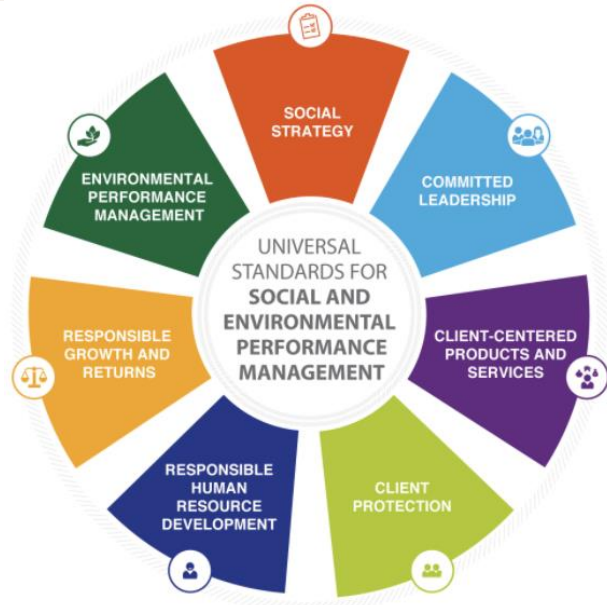 SOCIAL
STRATEGY
COMMITTED
LEADERSHIP
CLIENT-CENTERED
PRODUCTS AND
SERVICES
CLIENT
PROTECTION
RESPONSIBLE
HUMAN
RESOURCE
DEVELOPMENT
RESPONSIBLE
GROWTH AND
RETURNS
ENVIRONMENTAL
PERFORMANCE
MANAGEMENT
UNIVERSAL
STANDARDS FOR
SOCIAL AND
ENVIRONMENTAL
PERFORMANCE
MANAGEMENT